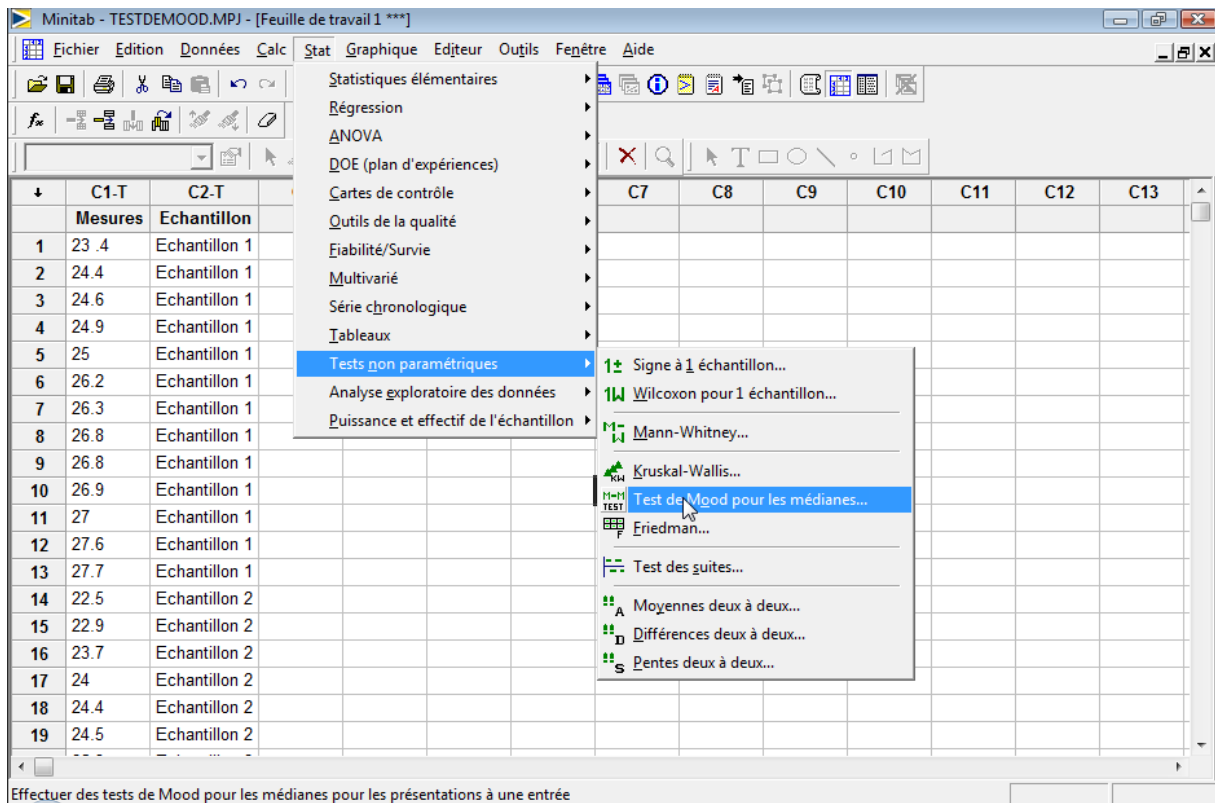 Minitab - TESTDEMOOD.MPJ - [Feuille de travail 1 ***]
Fichier Edition Données Calc Stat Graphique Editeur Outils Fenêtre Aide
Statistiques élémentaires
Régression
ANOVA
DOE (plan d'expériences)
Cartes de contrôle
Outils de la qualité
Fiabilité/Survie
Multivarié
Série chronologique
Tableaux
Tests non paramétriques
Analyse exploratoire des données
Puissance et effectif de l'échantillon
Signe à 1 échantillon...
Wilcoxon pour 1 échantillon...
Mann-Whitney...
Kruskal-Wallis...
Test de Mood pour les médianes...
Friedman...
Test des suites...
Moyennes deux à deux...
Différences deux à deux...
Pentes deux à deux...
C1-T C2-T C7 C8 C9 C10 C11 C12 C13
Mesures Echantillon
1 23 .4 Echantillon 1
2 24.4 Echantillon 1
3 24.6 Echantillon 1
4 24.9 Echantillon 1
5 25 Echantillon 1
6 26.2 Echantillon 1
7 26.3 Echantillon 1
8 26.8 Echantillon 1
9 26.8 Echantillon 1
10 26.9 Echantillon 1
11 27 Echantillon 1
12 27.6 Echantillon 1
13 27.7 Echantillon 1
14 22.5 Echantillon 2
15 22.9 Echantillon 2
16 23.7 Echantillon 2
17 24 Echantillon 2
18 24.4 Echantillon 2
19 24.5 Echantillon 2
Effectuer des tests de Mood pour les médianes pour les présentations à une entrée